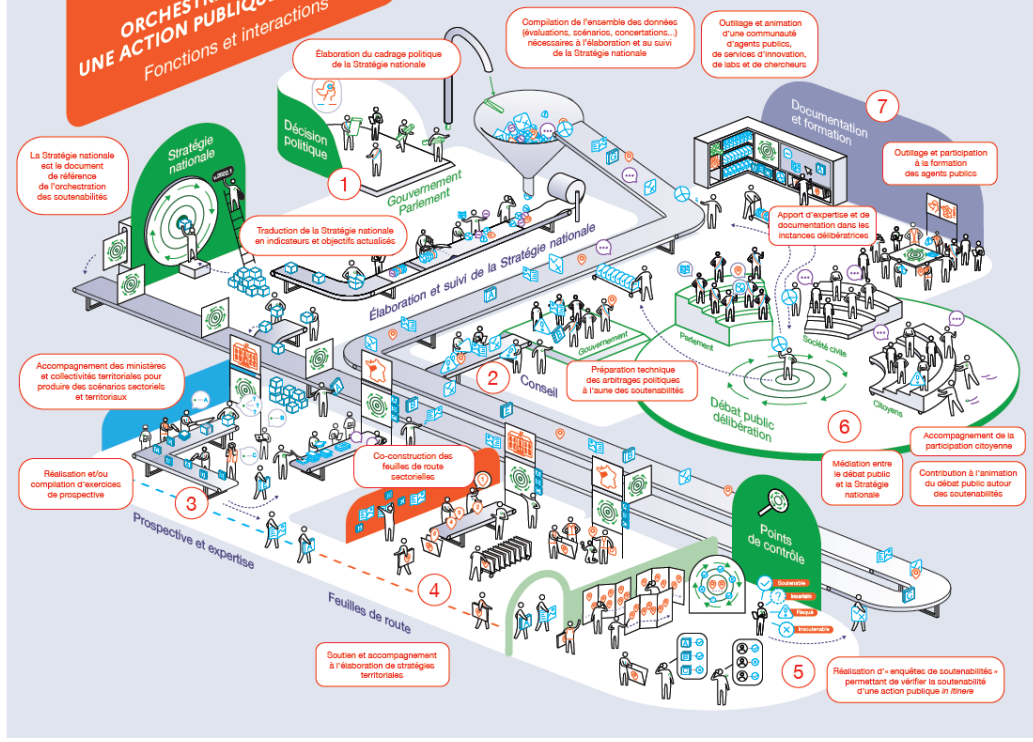 ORCHESTR
UNE ACTION PUBLIQUE
Fonctions et interactions
Élaboration du cadrage politique
de la Stratégie nationale
Compilation de l'ensemble des données
(évaluations, scénarios, concertations...)
nécessaires à l'élaboration et au suivi
de la Stratégie nationale
Outillage et animation
d'une communauté
d'agents publics,
de services d'innovation,
de labs et de chercheurs
7
Documentation
et formation
Outillage et participation
à la formation
des agents publics
La Stratégie nationale
est le document
de référence
de l'orchestration
des soutenabilités
Stratégie
nationale
Décision
politique
1
Gouvernement
Parlement
Traduction de la Stratégie nationale
en indicateurs et objectifs actualisés
Élaboration et suivi de la Stratégie nationale
Apport d'expertise et de
documentation dans les
instances délibératrices
Parlement
Société civile
Citoyens
Débat public
délibération
6
Gouvernement
2
Conseil
Préparation technique
des arbitrages politiques
à l'aune des soutenabilités
Accompagnement des ministères
et collectivités territoriales pour
produire des scénarios sectoriels
et territoriaux
Réalisation et/ou
compilation d'exercices
de prospective
3
Prospective et expertise
Co-construction des
feuilles de route
sectorielles
4
Feuilles de route
Soutien et accompagnement
à l'élaboration de stratégies
territoriales
Médiation entre
le débat public
et la Stratégie
nationale
Accompagnement de la
participation citoyenne
Contribution à l'animation
du débat public autour
des soutenabilités
Points
de contrôle
Soutenable
Incertain
Risqué
Insoutenable
5
Réalisation d'« enquêtes de soutenabilités »
permettant de vérifier la soutenabilité
d'une action publique in itinere